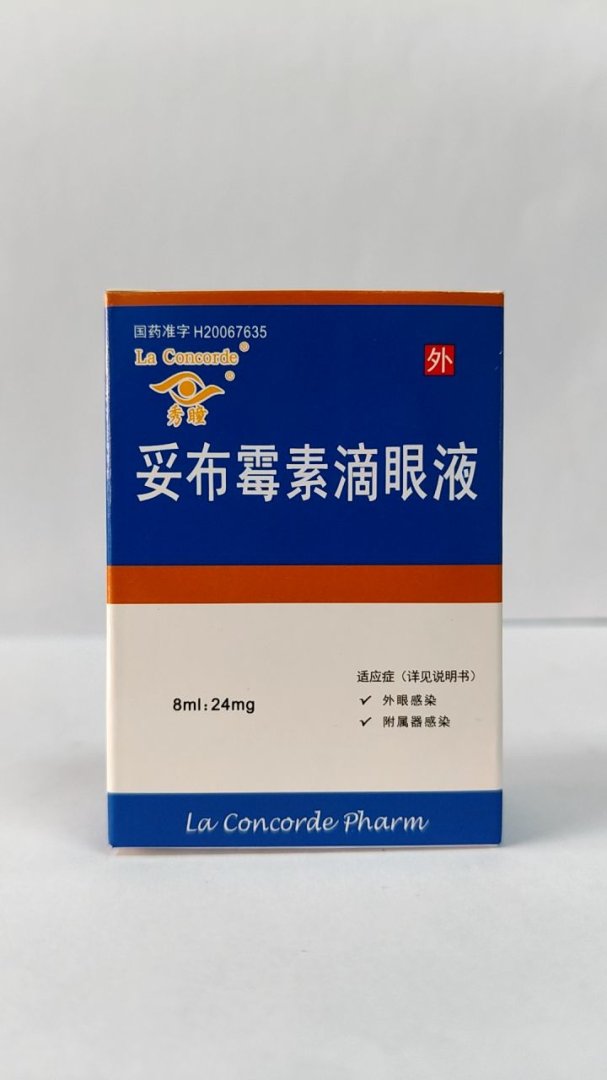 国药准字 H20067635
La Concorde®
外
®
秀瞳
妥布霉素滴眼液
适应症（详见说明书）
8ml:24mg
✓ 外眼感染
✓ 附属器感染
La Concorde Pharm